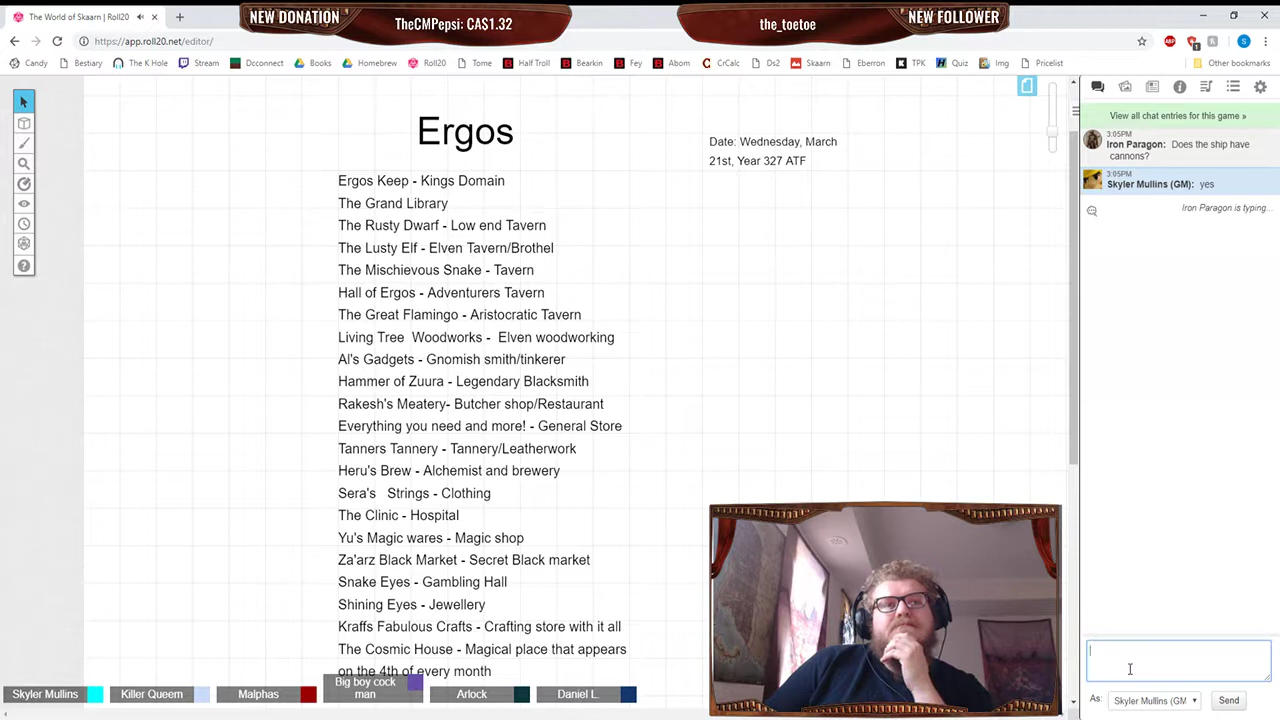 The World of Skaarn | Roll20
NEW DONATION
TheCMPepsi: CA$1.32
the_toetoe
NEW FOLLOWER
https://app.roll20.net/editor/
Candy
Bestiary
The K Hole
Stream
Dcconnect
Books
Homebrew
Roll20
Tome
Half Troll
Bearkin
Fey
Abom
CrCalc
Ds2
Skaarn
Eberron
TPK
Quiz
Img
Pricelist
Other bookmarks
Ergos
Date: Wednesday, March
21st, Year 327 ATF
Ergos Keep - Kings Domain
The Grand Library
The Rusty Dwarf - Low end Tavern
The Lusty Elf - Elven Tavern/Brothel
The Mischievous Snake - Tavern
Hall of Ergos - Adventurers Tavern
The Great Flamingo - Aristocratic Tavern
Living Tree Woodworks - Elven woodworking
Al's Gadgets - Gnomish smith/tinkerer
Hammer of Zuura - Legendary Blacksmith
Rakesh's Meatery- Butcher shop/Restaurant
Everything you need and more! - General Store
Tanners Tannery - Tannery/Leatherwork
Heru's Brew - Alchemist and brewery
Sera's Strings - Clothing
The Clinic - Hospital
Yu's Magic wares - Magic shop
Za'arz Black Market - Secret Black market
Snake Eyes - Gambling Hall
Shining Eyes - Jewellery
Kraffs Fabulous Crafts - Crafting store with it all
The Cosmic House - Magical place that appears
on the 4th of every month
Skyler Mullins
Killer Queem
Malphas
Big boy cock
man
Arlock
Daniel L.
View all chat entries for this game »
3:05PM
Iron Paragon: Does the ship have
cannons?
3:05PM
Skyler Mullins (GM): yes
Iron Paragon is typing...
As:
Skyler Mullins (GM
Send